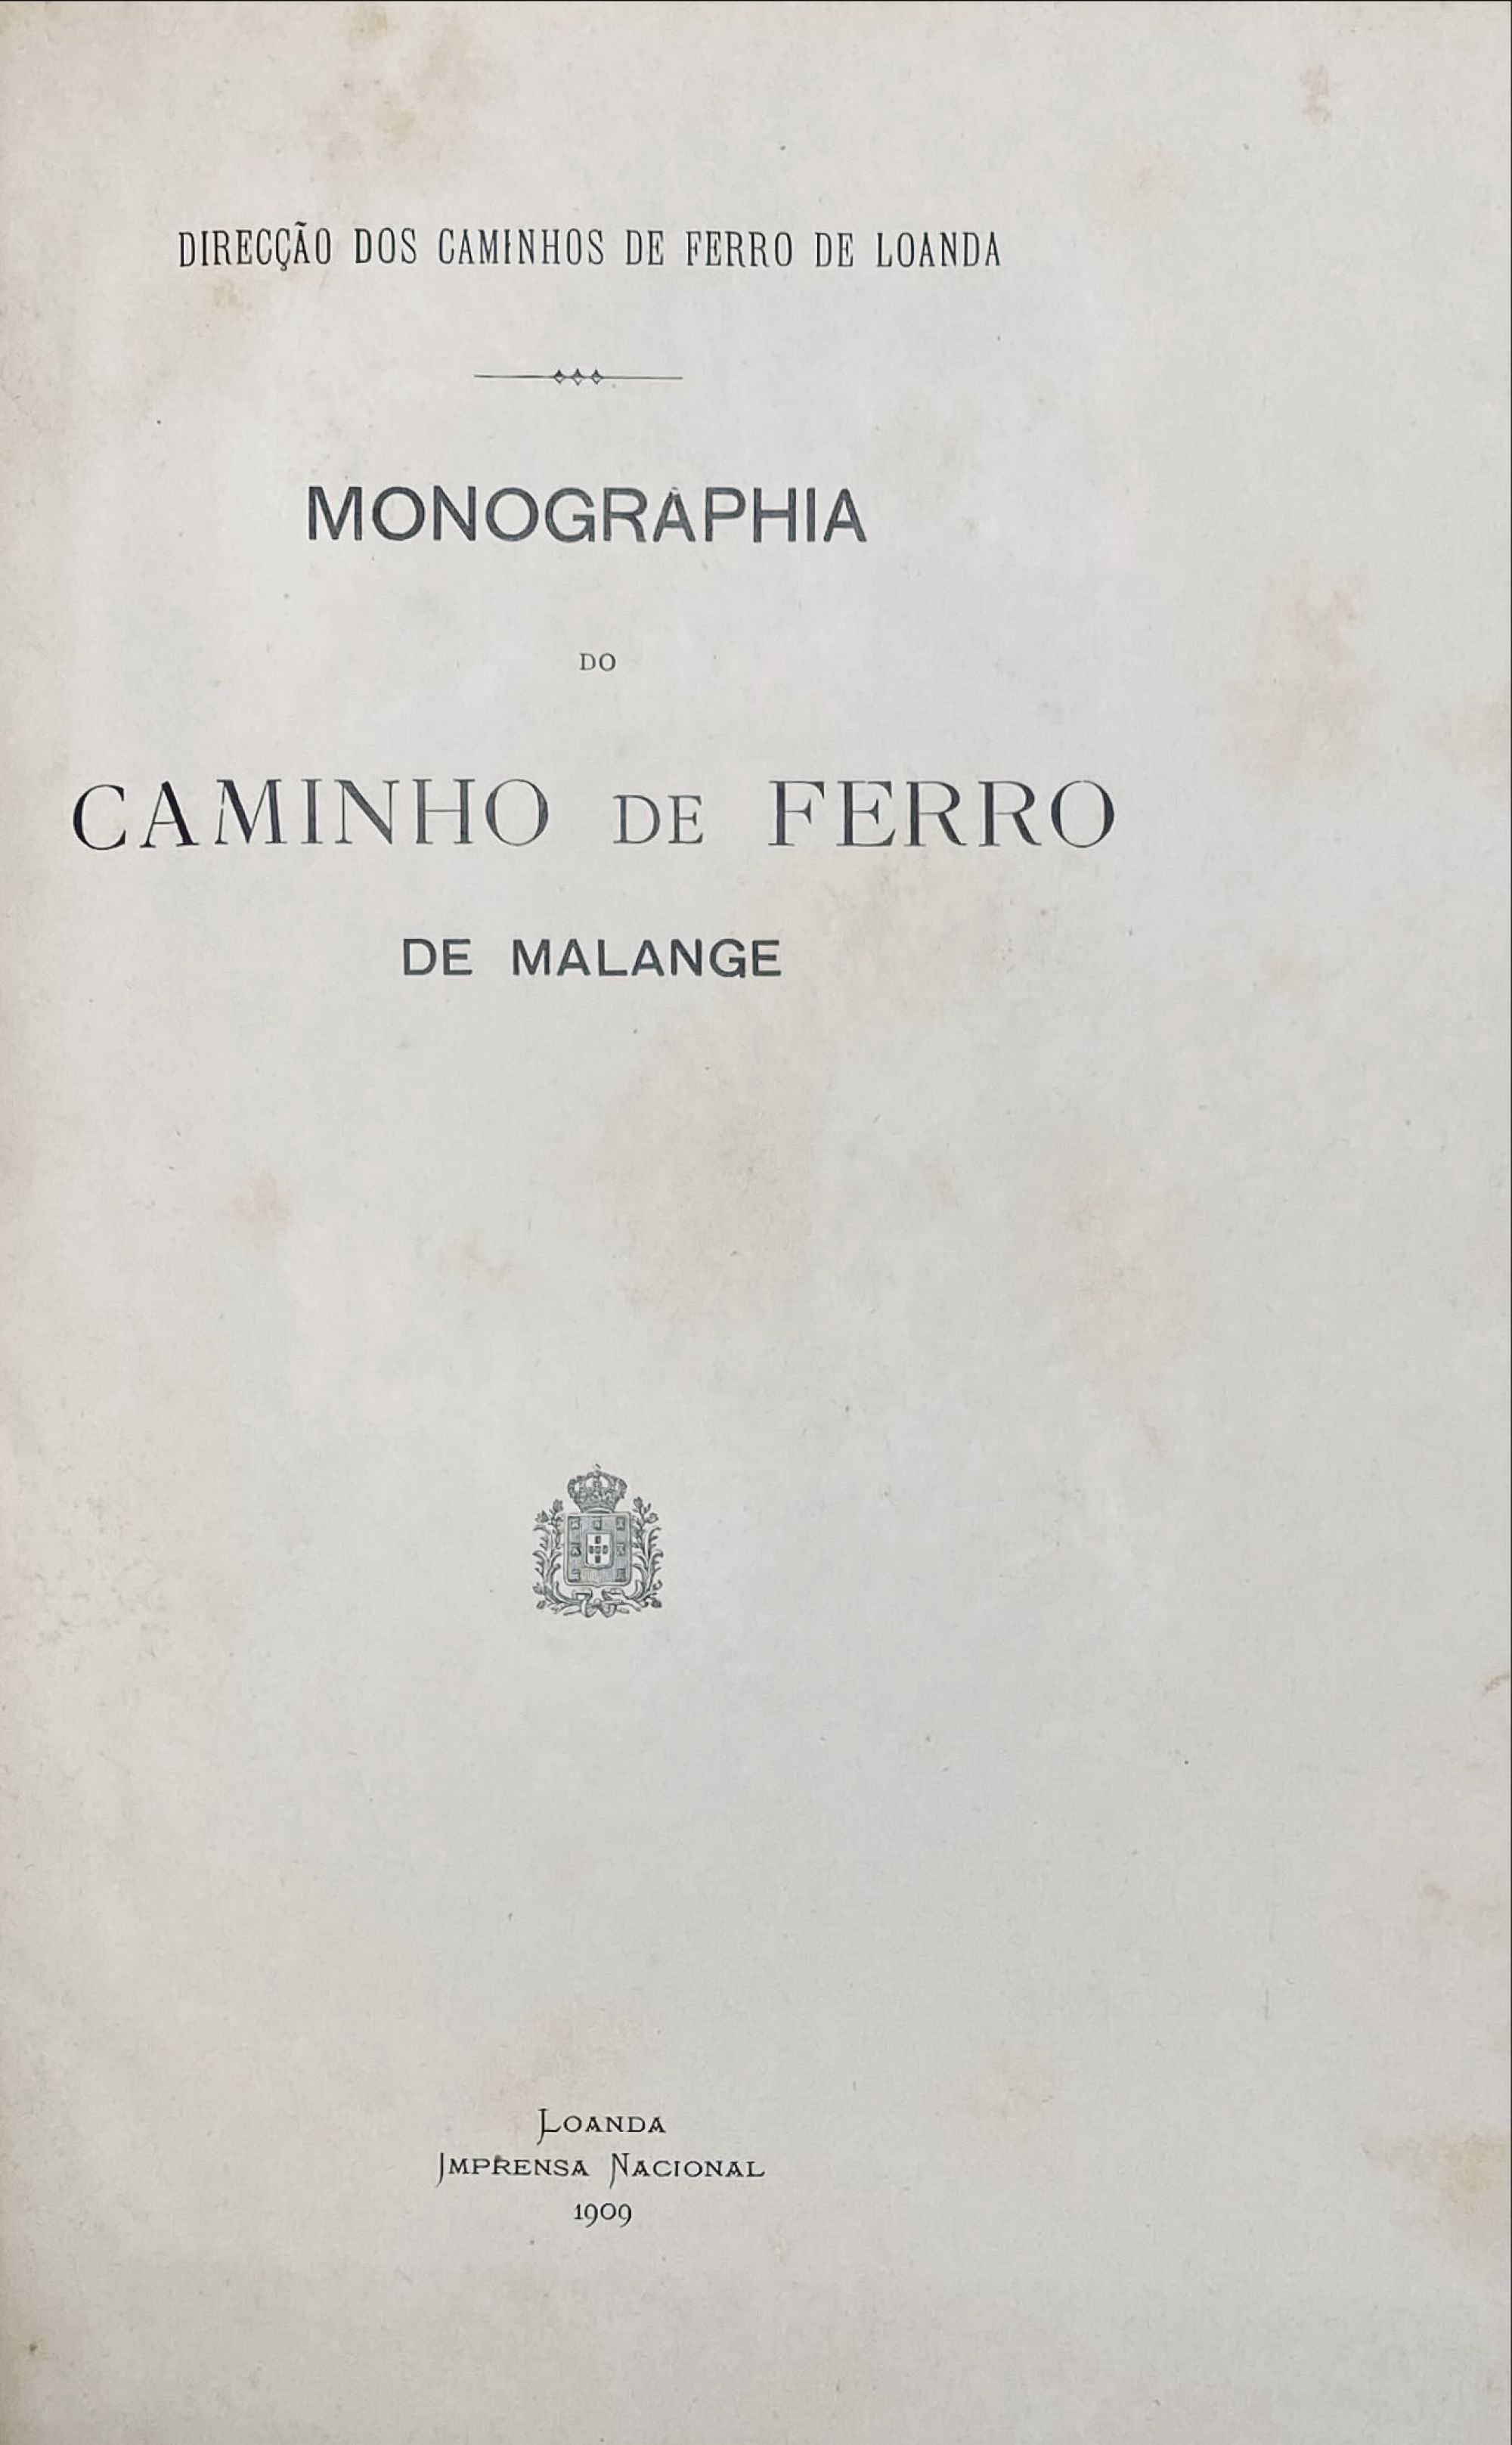 DIRECÇÃO DOS CAMINHOS DE FERRO DE LOANDA
MONOGRAPHIA
DO
CAMINHO DE FERRO
DE MALANGE
LOANDA
IMPRENSA NACIONAL
1909